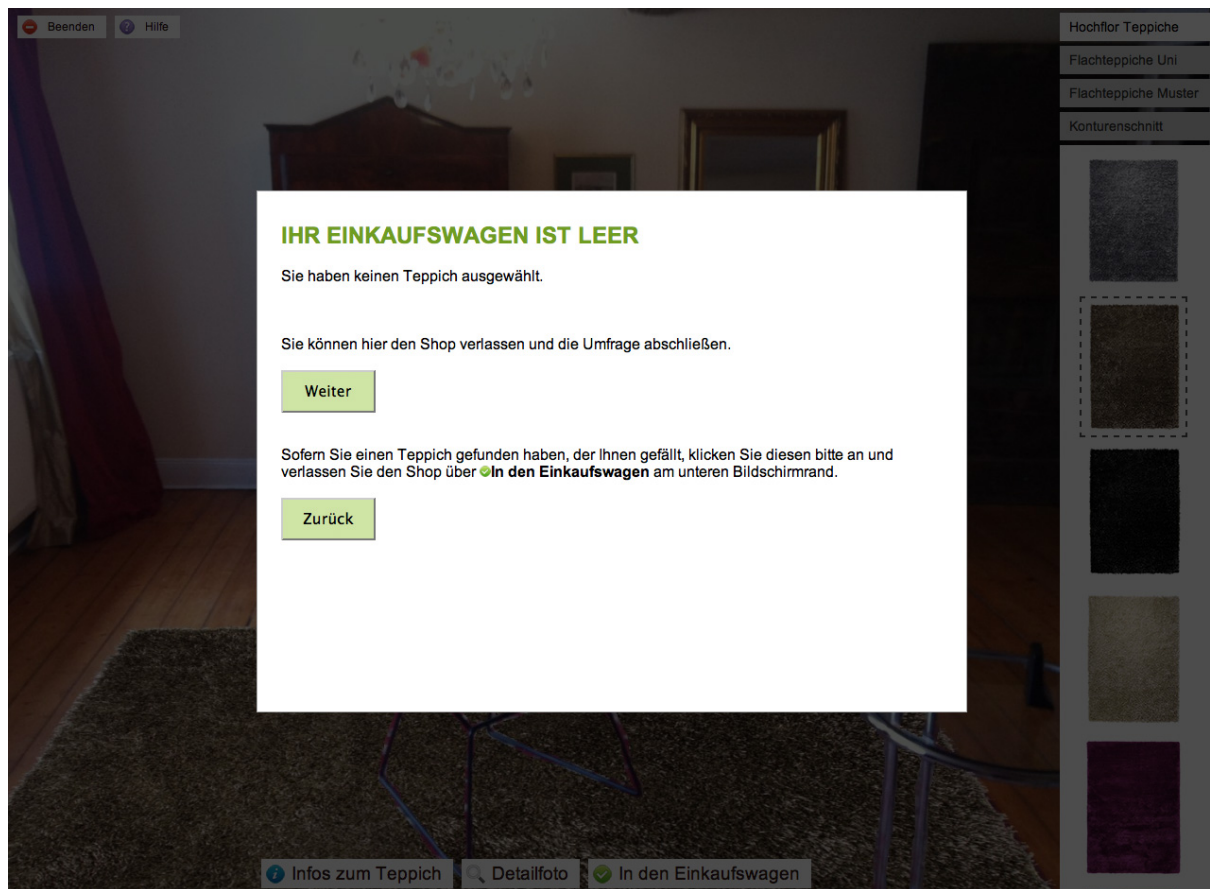 Beenden
Hilfe
Hochflor Teppiche
Flachteppiche Uni
Flachteppiche Muster
Konturenschnitt
IHR EINKAUFSWAGEN IST LEER
Sie haben keinen Teppich ausgewählt.
Sie können hier den Shop verlassen und die Umfrage abschließen.
Weiter
Sofern Sie einen Teppich gefunden haben, der Ihnen gefällt, klicken Sie diesen bitte an und
verlassen Sie den Shop über In den Einkaufswagen am unteren Bildschirmrand.
Zurück
Infos zum Teppich
Detailfoto
In den Einkaufswagen